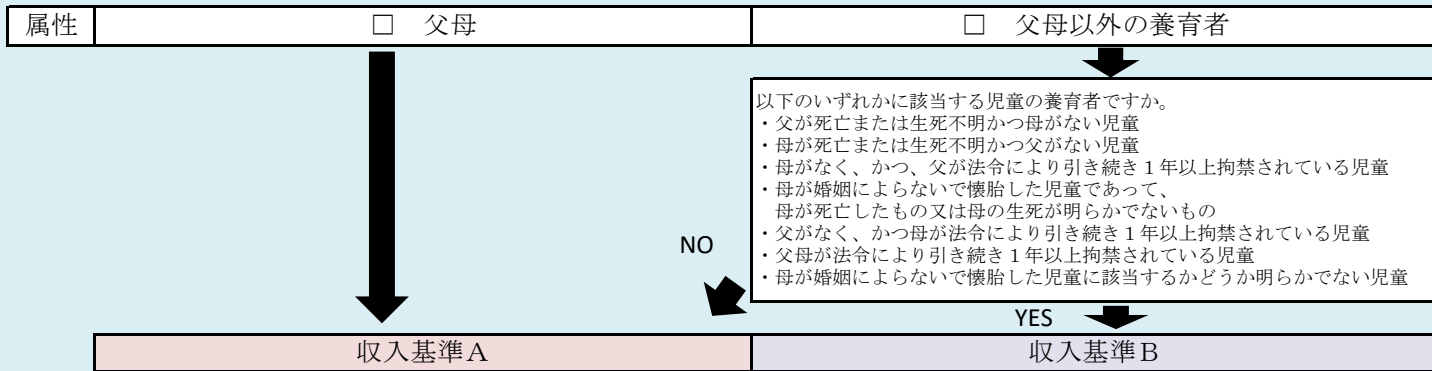 属性
□　父母
□　父母以外の養育者
以下のいずれかに該当する児童の養育者ですか。
・父が死亡または生死不明かつ母がない児童
・母が死亡または生死不明かつ父がない児童
・母がなく、かつ、父が法令により引き続き１年以上拘禁されている児童
・母が婚姻によらないで懐胎した児童であって、
母が死亡したもの又は母の生死が明らかでないもの
・父がなく、かつ母が法令により引き続き１年以上拘禁されている児童
・父母が法令により引き続き１年以上拘禁されている児童
・母が婚姻によらないで懐胎した児童に該当するかどうか明らかでない児童
NO
YES
収入基準Ａ
収入基準Ｂ